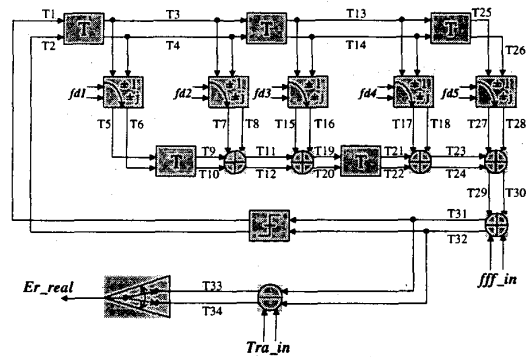 T1 T3 T13 T25
T T T
T2 T4 T14 T26
fd1 fd2 fd3 fd4 fd5
T5 T6 T7 T8 T15 T16 T17 T18 T27 T28
T T9 T11 T19 T T21 T23
T10 T12 T20 T22 T24
T29 T30
T31
T32
fff_in
Er_real T33
T34
Tra_in